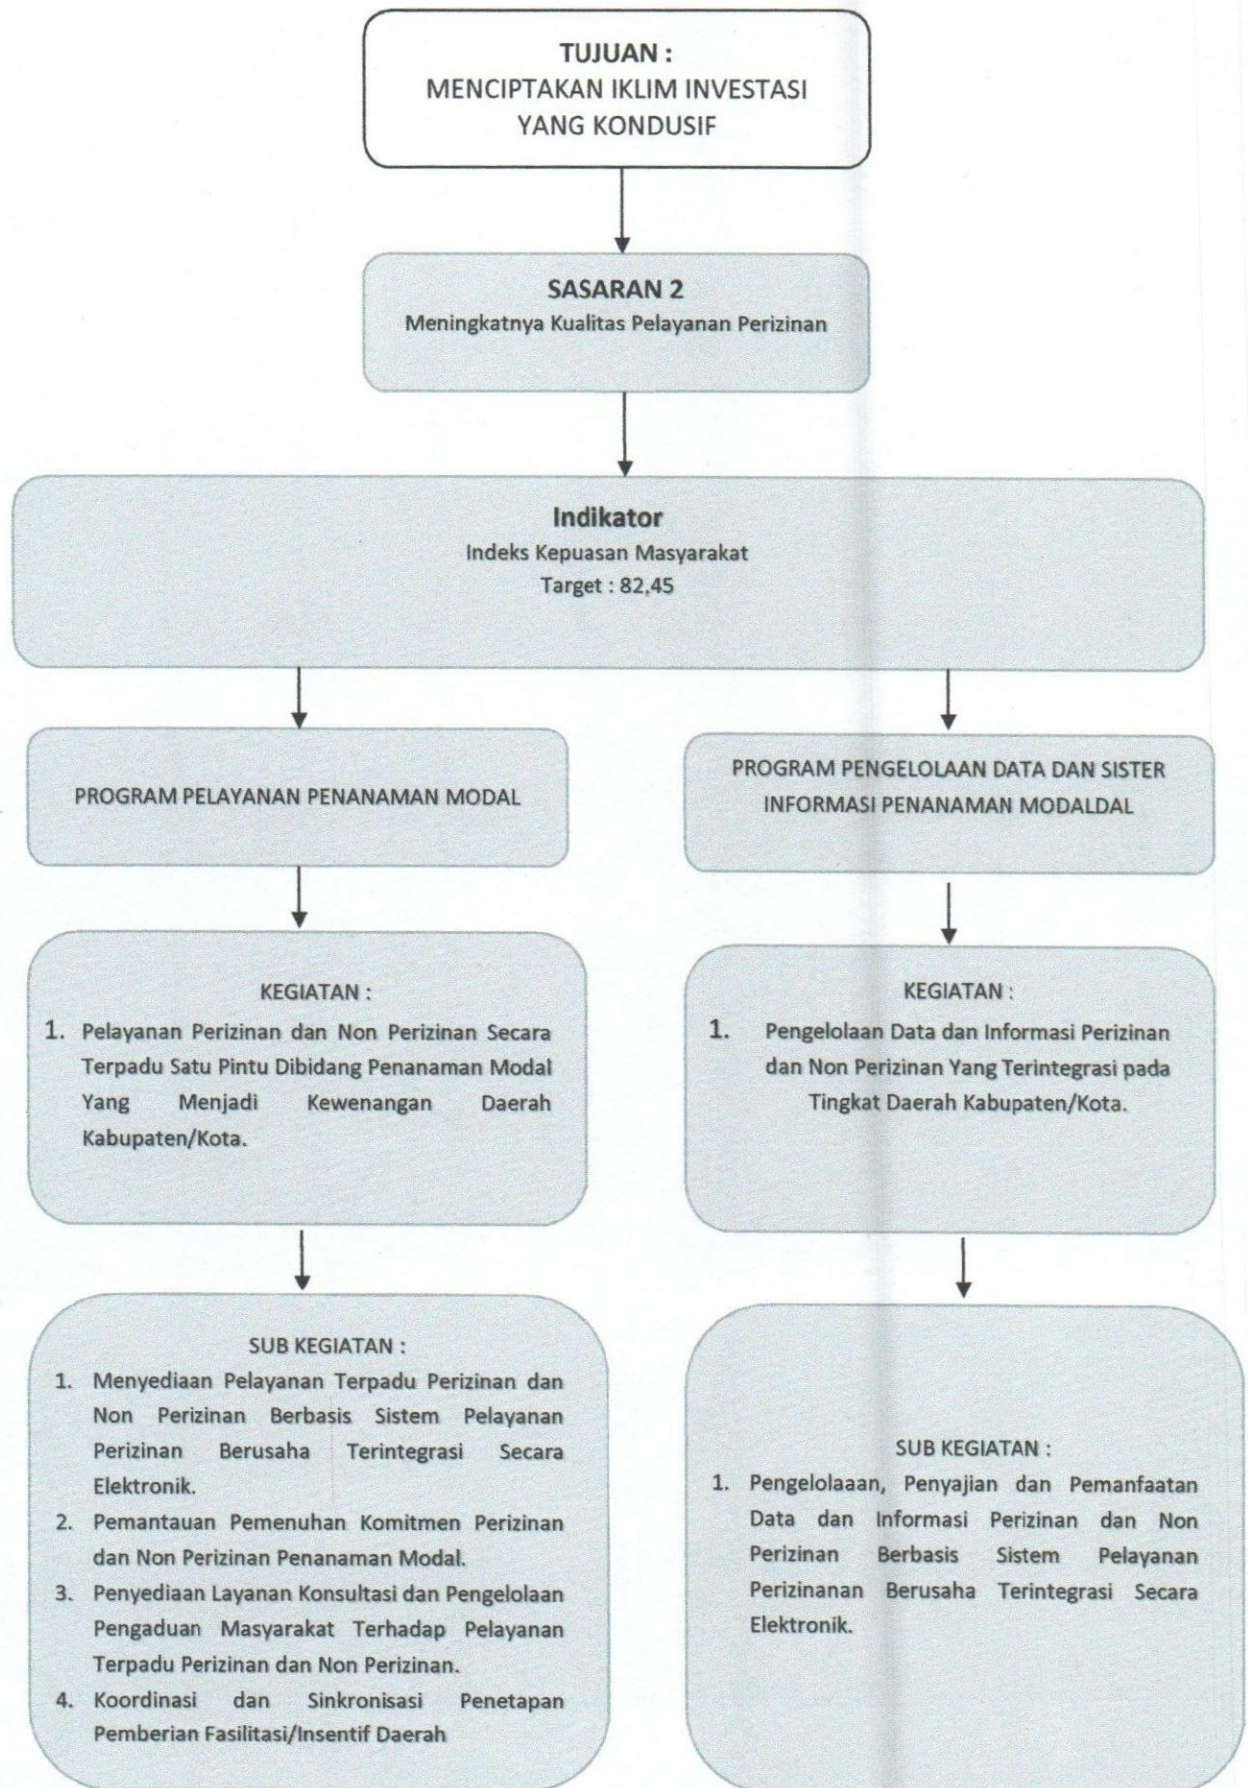 TUJUAN :
MENCIPTAKAN IKLIM INVESTASI
YANG KONDUSIF
SASARAN 2
Meningkatnya Kualitas Pelayanan Perizinan
Indikator
Indeks Kepuasan Masyarakat
Target : 82,45
PROGRAM PELAYANAN PENANAMAN MODAL
PROGRAM PENGELOLAAN DATA DAN SISTER
INFORMASI PENANAMAN MODALDAL
KEGIATAN :
1. Pelayanan Perizinan dan Non Perizinan Secara
Terpadu Satu Pintu Dibidang Penanaman Modal
Yang Menjadi Kewenangan Daerah
Kabupaten/Kota.
KEGIATAN :
1. Pengelolaan Data dan Informasi Perizinan
dan Non Perizinan Yang Terintegrasi pada
Tingkat Daerah Kabupaten/Kota.
SUB KEGIATAN :
1. Menyediaan Pelayanan Terpadu Perizinan dan
Non Perizinan Berbasis Sistem Pelayanan
Perizinan Berusaha Terintegrasi Secara
Elektronik.
2. Pemantauan Pemenuhan Komitmen Perizinan
dan Non Perizinan Penanaman Modal.
3. Penyediaan Layanan Konsultasi dan Pengelolaan
Pengaduan Masyarakat Terhadap Pelayanan
Terpadu Perizinan dan Non Perizinan.
4. Koordinasi dan Sinkronisasi Penetapan
Pemberian Fasilitasi/Insentif Daerah
SUB KEGIATAN :
1. Pengelolaaan, Penyajian dan Pemanfaatan
Data dan Informasi Perizinan dan Non
Perizinan Berbasis Sistem Pelayanan
Perizinanan Berusaha Terintegrasi Secara
Elektronik.